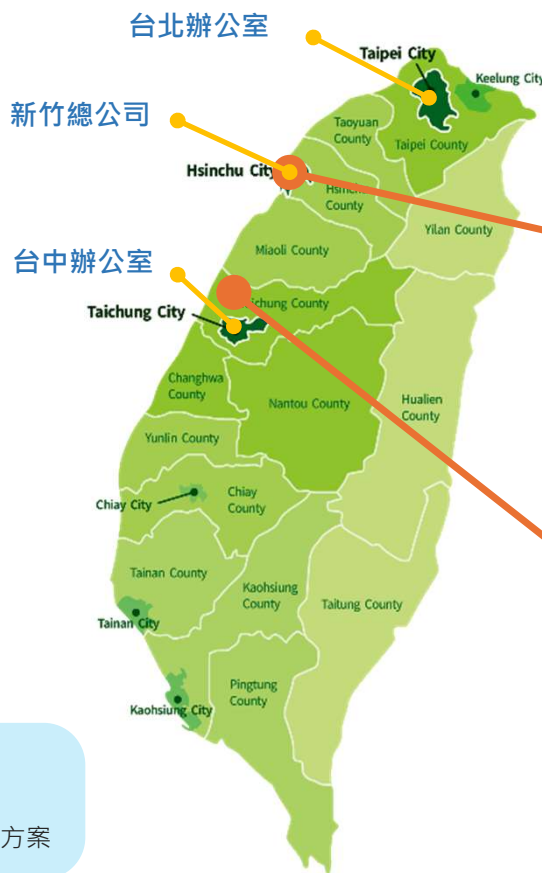 台北辦公室
Taipei City
Keelung City
新竹總公司
Taoyuan
County
Taipei County
Hsinchu City
Hsinchu
County
Yilan County
Miaoli County
台中辦公室
Taichung County
Taichung City
Changhwa
County
Nantou County
Hualien
County
Yunlin County
Chiay City
Chiay
County
Tainan County
Kaohsiung
County
Taitung County
Tainan City
Pingtung
County
Kaohsiung City
方案